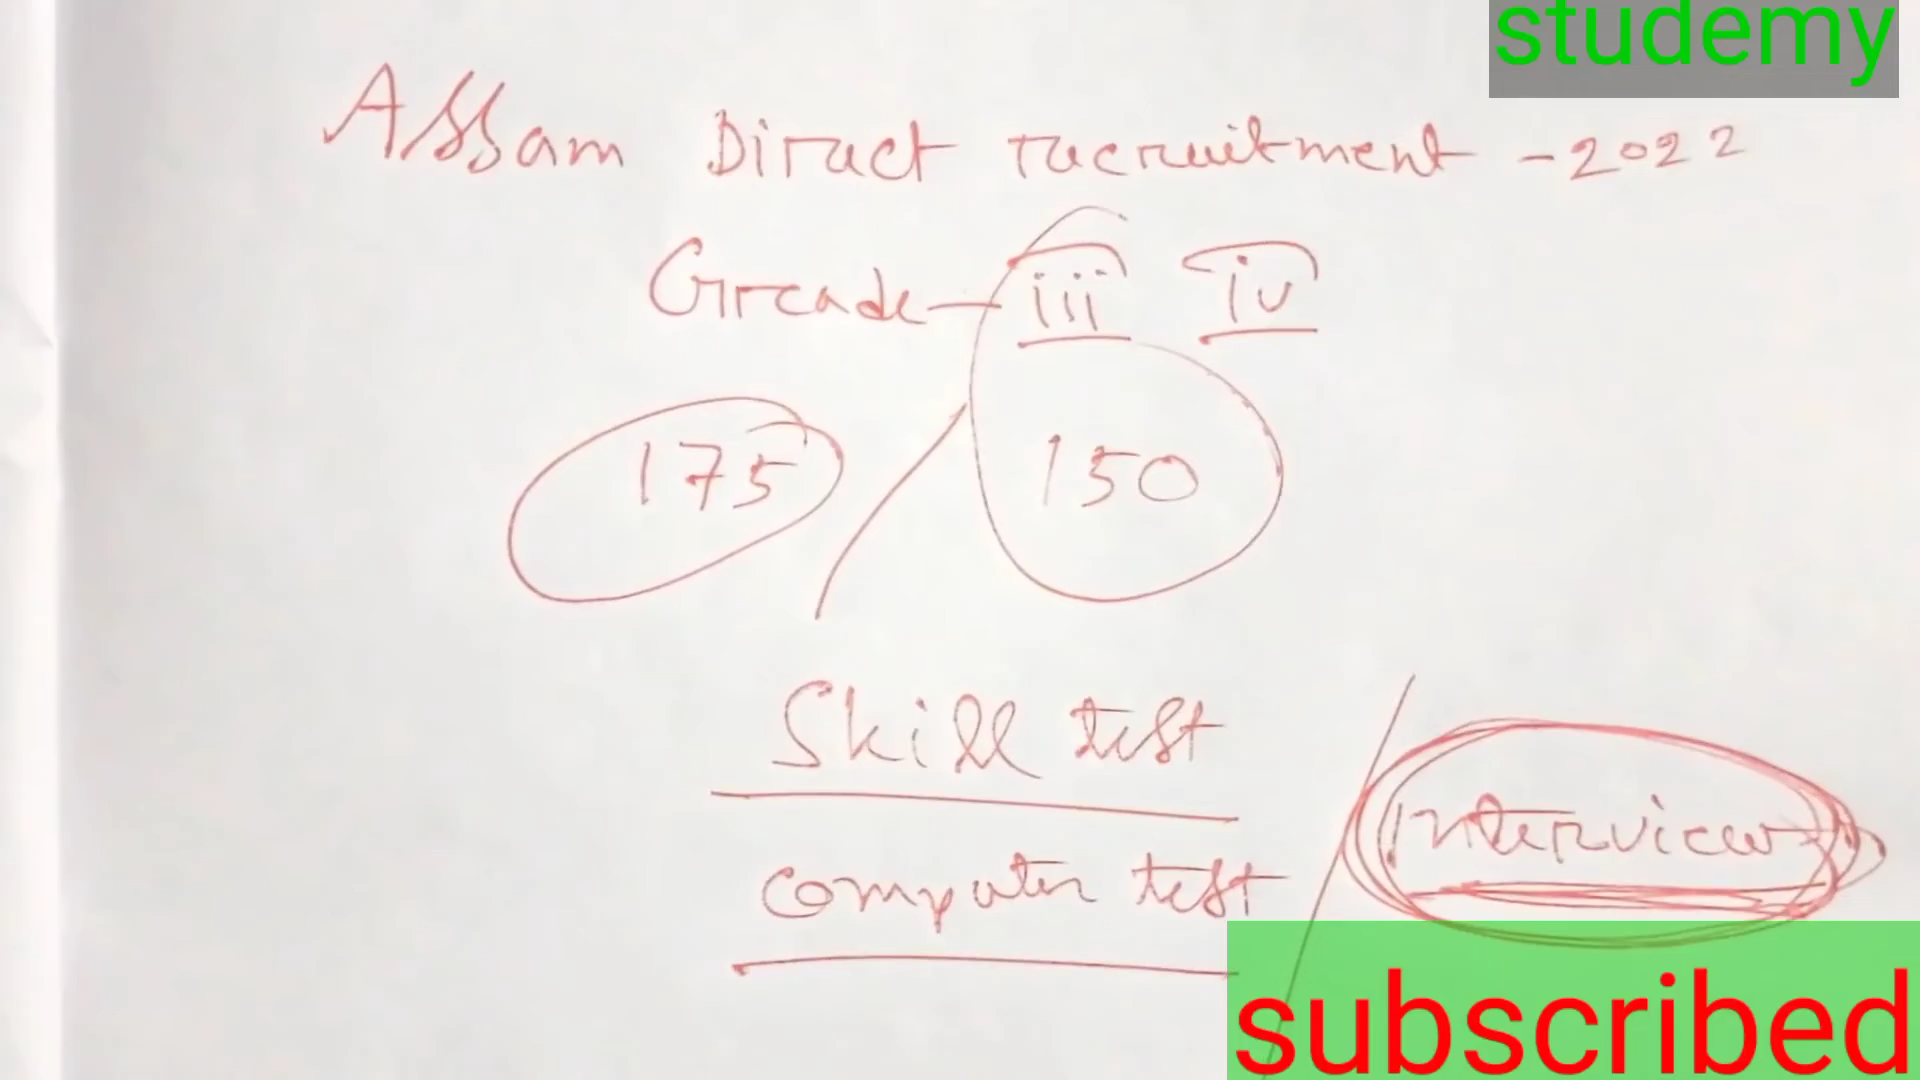 studemy
Assam Direct recruitment - 2022
Grade - iii iv
175 150
Skill test
Interview
computer test
subscribed